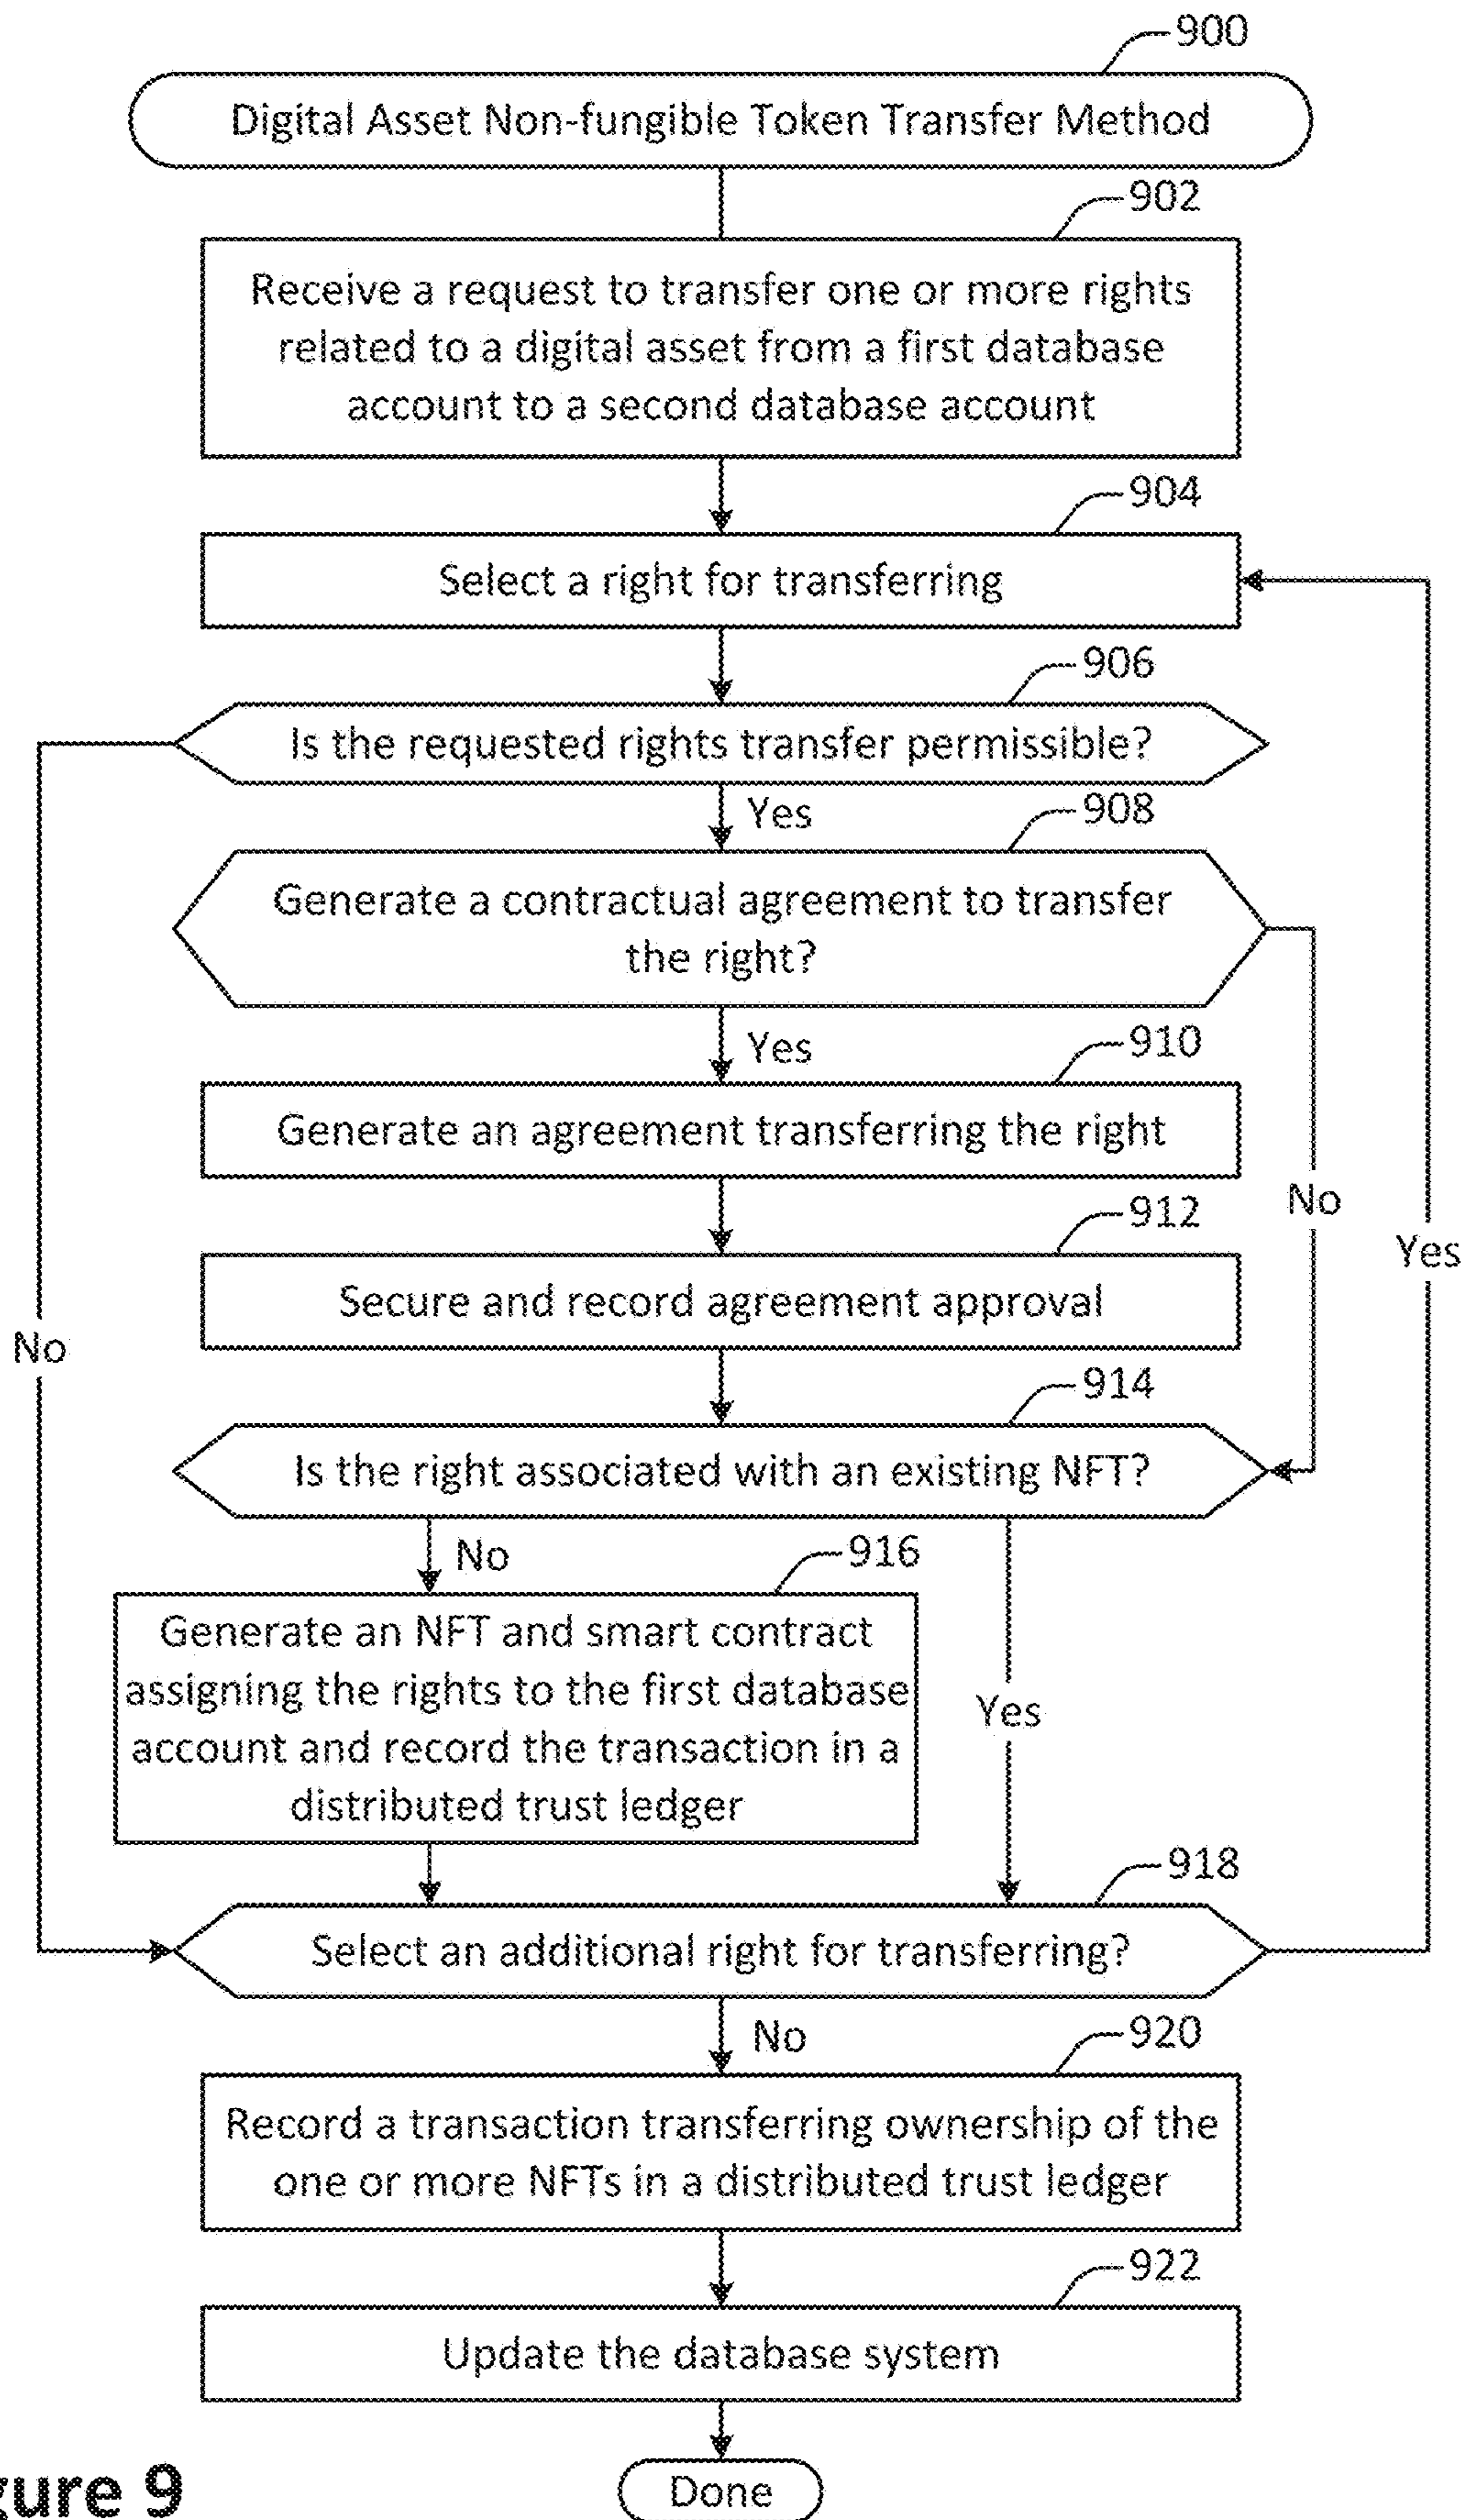 900
Digital Asset Non-fungible Token Transfer Method
902
Receive a request to transfer one or more rights
related to a digital asset from a first database
account to a second database account
904
Select a right for transferring
906
Is the requested rights transfer permissible?
Yes
908
Generate a contractual agreement to transfer
the right?
Yes
910
Generate an agreement transferring the right
No
912
Yes
Secure and record agreement approval
No
914
Is the right associated with an existing NFT?
No
916
Generate an NFT and smart contract
assigning the rights to the first database
account and record the transaction in a
distributed trust ledger
Yes
918
Select an additional right for transferring?
No
920
Record a transaction transferring ownership of the
one or more NFTs in a distributed trust ledger
922
Update the database system
Done
gure 9